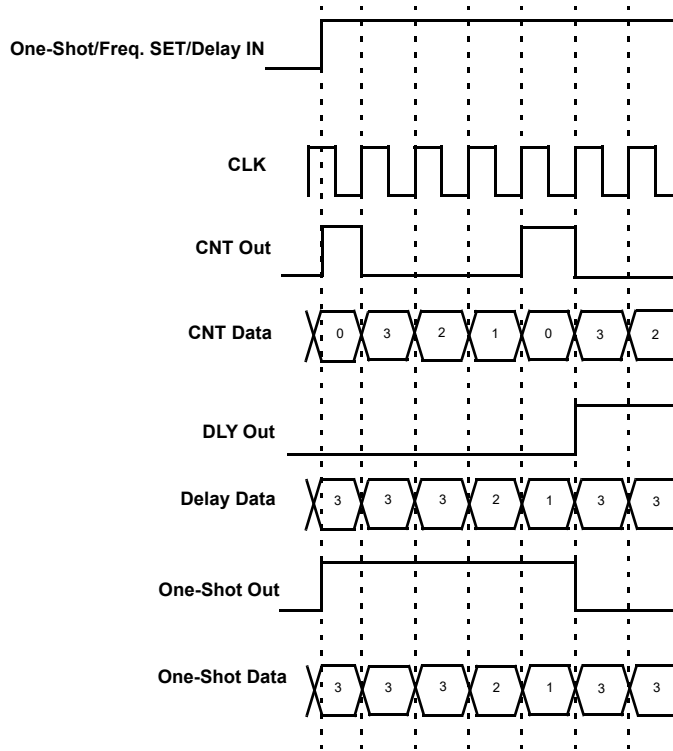 One-Shot/Freq. SET/Delay IN
CLK
CNT Out
CNT Data 0 3 2 1 0 3 2
DLY Out
Delay Data 3 3 3 2 1 3 3
One-Shot Out
One-Shot Data 3 3 3 2 1 3 3